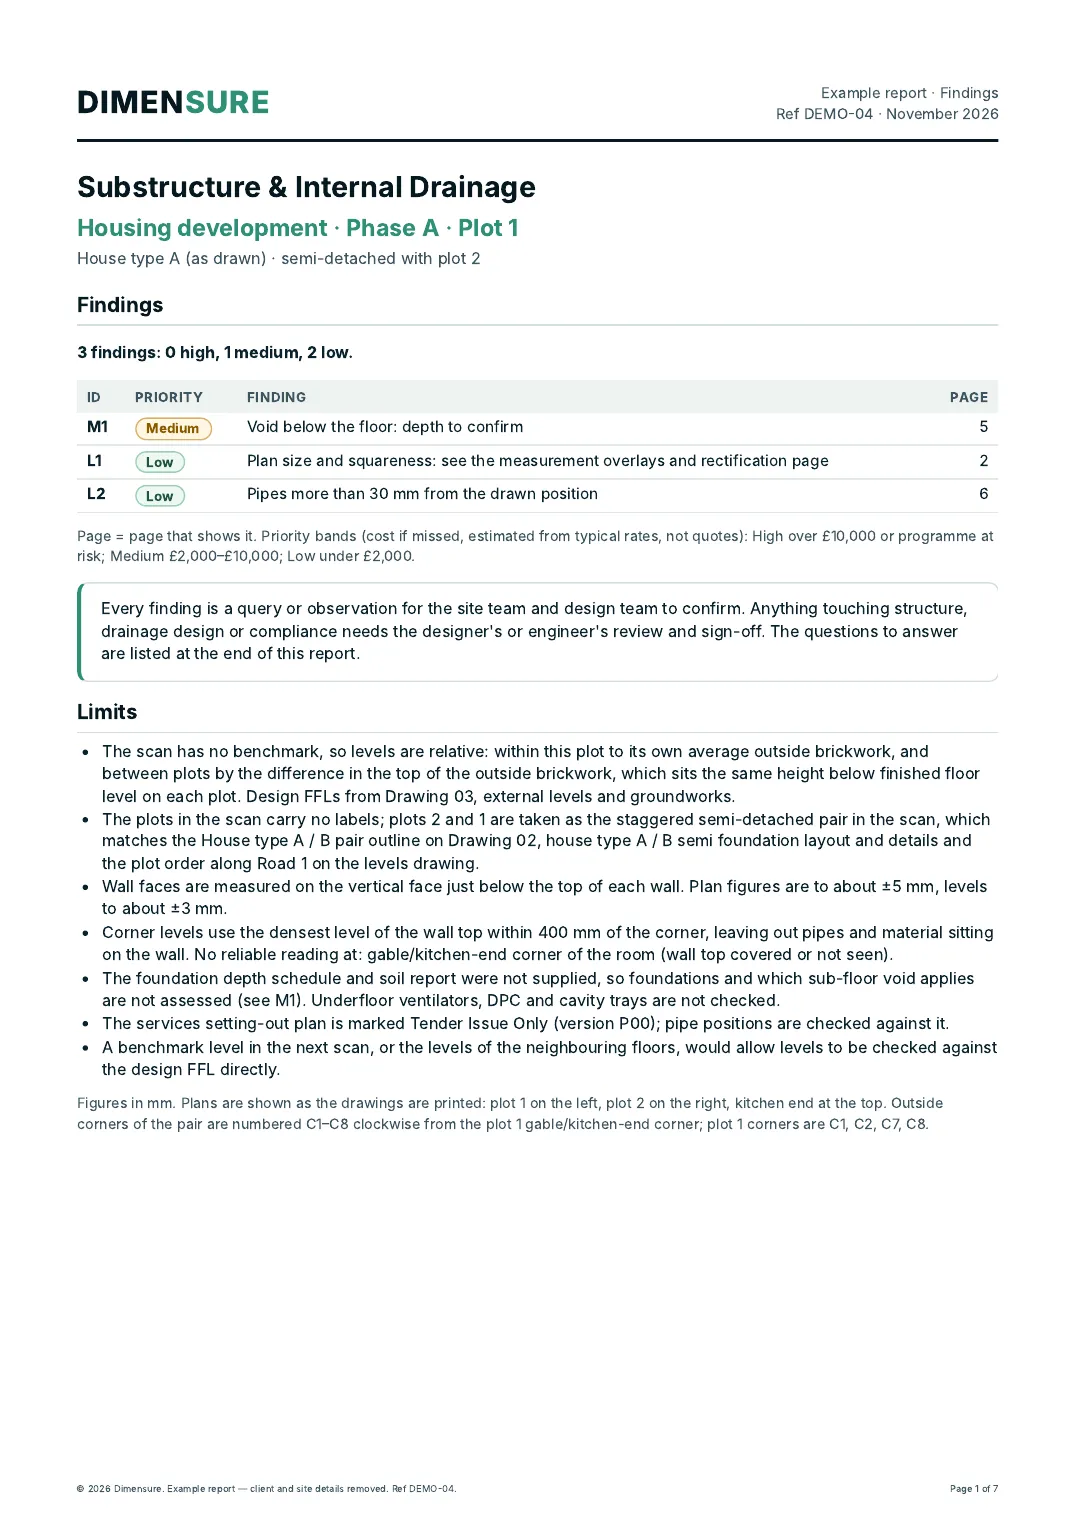 DIMENSURE
Example report · Findings
Ref DEMO-04 · November 2026
Substructure & Internal Drainage
Housing development · Phase A · Plot 1
House type A (as drawn) · semi-detached with plot 2
Findings
3 findings: 0 high, 1 medium, 2 low.
ID PRIORITY FINDING PAGE
M1 Medium Void below the floor: depth to confirm 5
L1 Low Plan size and squareness: see the measurement overlays and rectification page 2
L2 Low Pipes more than 30 mm from the drawn position 6
Page = page that shows it. Priority bands (cost if missed, estimated from typical rates, not quotes): High over £10,000 or programme at
risk; Medium £2,000–£10,000; Low under £2,000.
Every finding is a query or observation for the site team and design team to confirm. Anything touching structure,
drainage design or compliance needs the designer's or engineer's review and sign-off. The questions to answer
are listed at the end of this report.
Limits
• The scan has no benchmark, so levels are relative: within this plot to its own average outside brickwork, and
between plots by the difference in the top of the outside brickwork, which sits the same height below finished floor
level on each plot. Design FFLs from Drawing 03, external levels and groundworks.
• The plots in the scan carry no labels; plots 2 and 1 are taken as the staggered semi-detached pair in the scan, which
matches the House type A / B pair outline on Drawing 02, house type A / B semi foundation layout and details and
the plot order along Road 1 on the levels drawing.
• Wall faces are measured on the vertical face just below the top of each wall. Plan figures are to about ±5 mm, levels
to about ±3 mm.
• Corner levels use the densest level of the wall top within 400 mm of the corner, leaving out pipes and material sitting
on the wall. No reliable reading at: gable/kitchen-end corner of the room (wall top covered or not seen).
• The foundation depth schedule and soil report were not supplied, so foundations and which sub-floor void applies
are not assessed (see M1). Underfloor ventilators, DPC and cavity trays are not checked.
• The services setting-out plan is marked Tender Issue Only (version P00); pipe positions are checked against it.
• A benchmark level in the next scan, or the levels of the neighbouring floors, would allow levels to be checked against
the design FFL directly.
Figures in mm. Plans are shown as the drawings are printed: plot 1 on the left, plot 2 on the right, kitchen end at the top. Outside
corners of the pair are numbered C1–C8 clockwise from the plot 1 gable/kitchen-end corner; plot 1 corners are C1, C2, C7, C8.
© 2026 Dimensure. Example report — client and site details removed. Ref DEMO-04.
Page 1 of 7